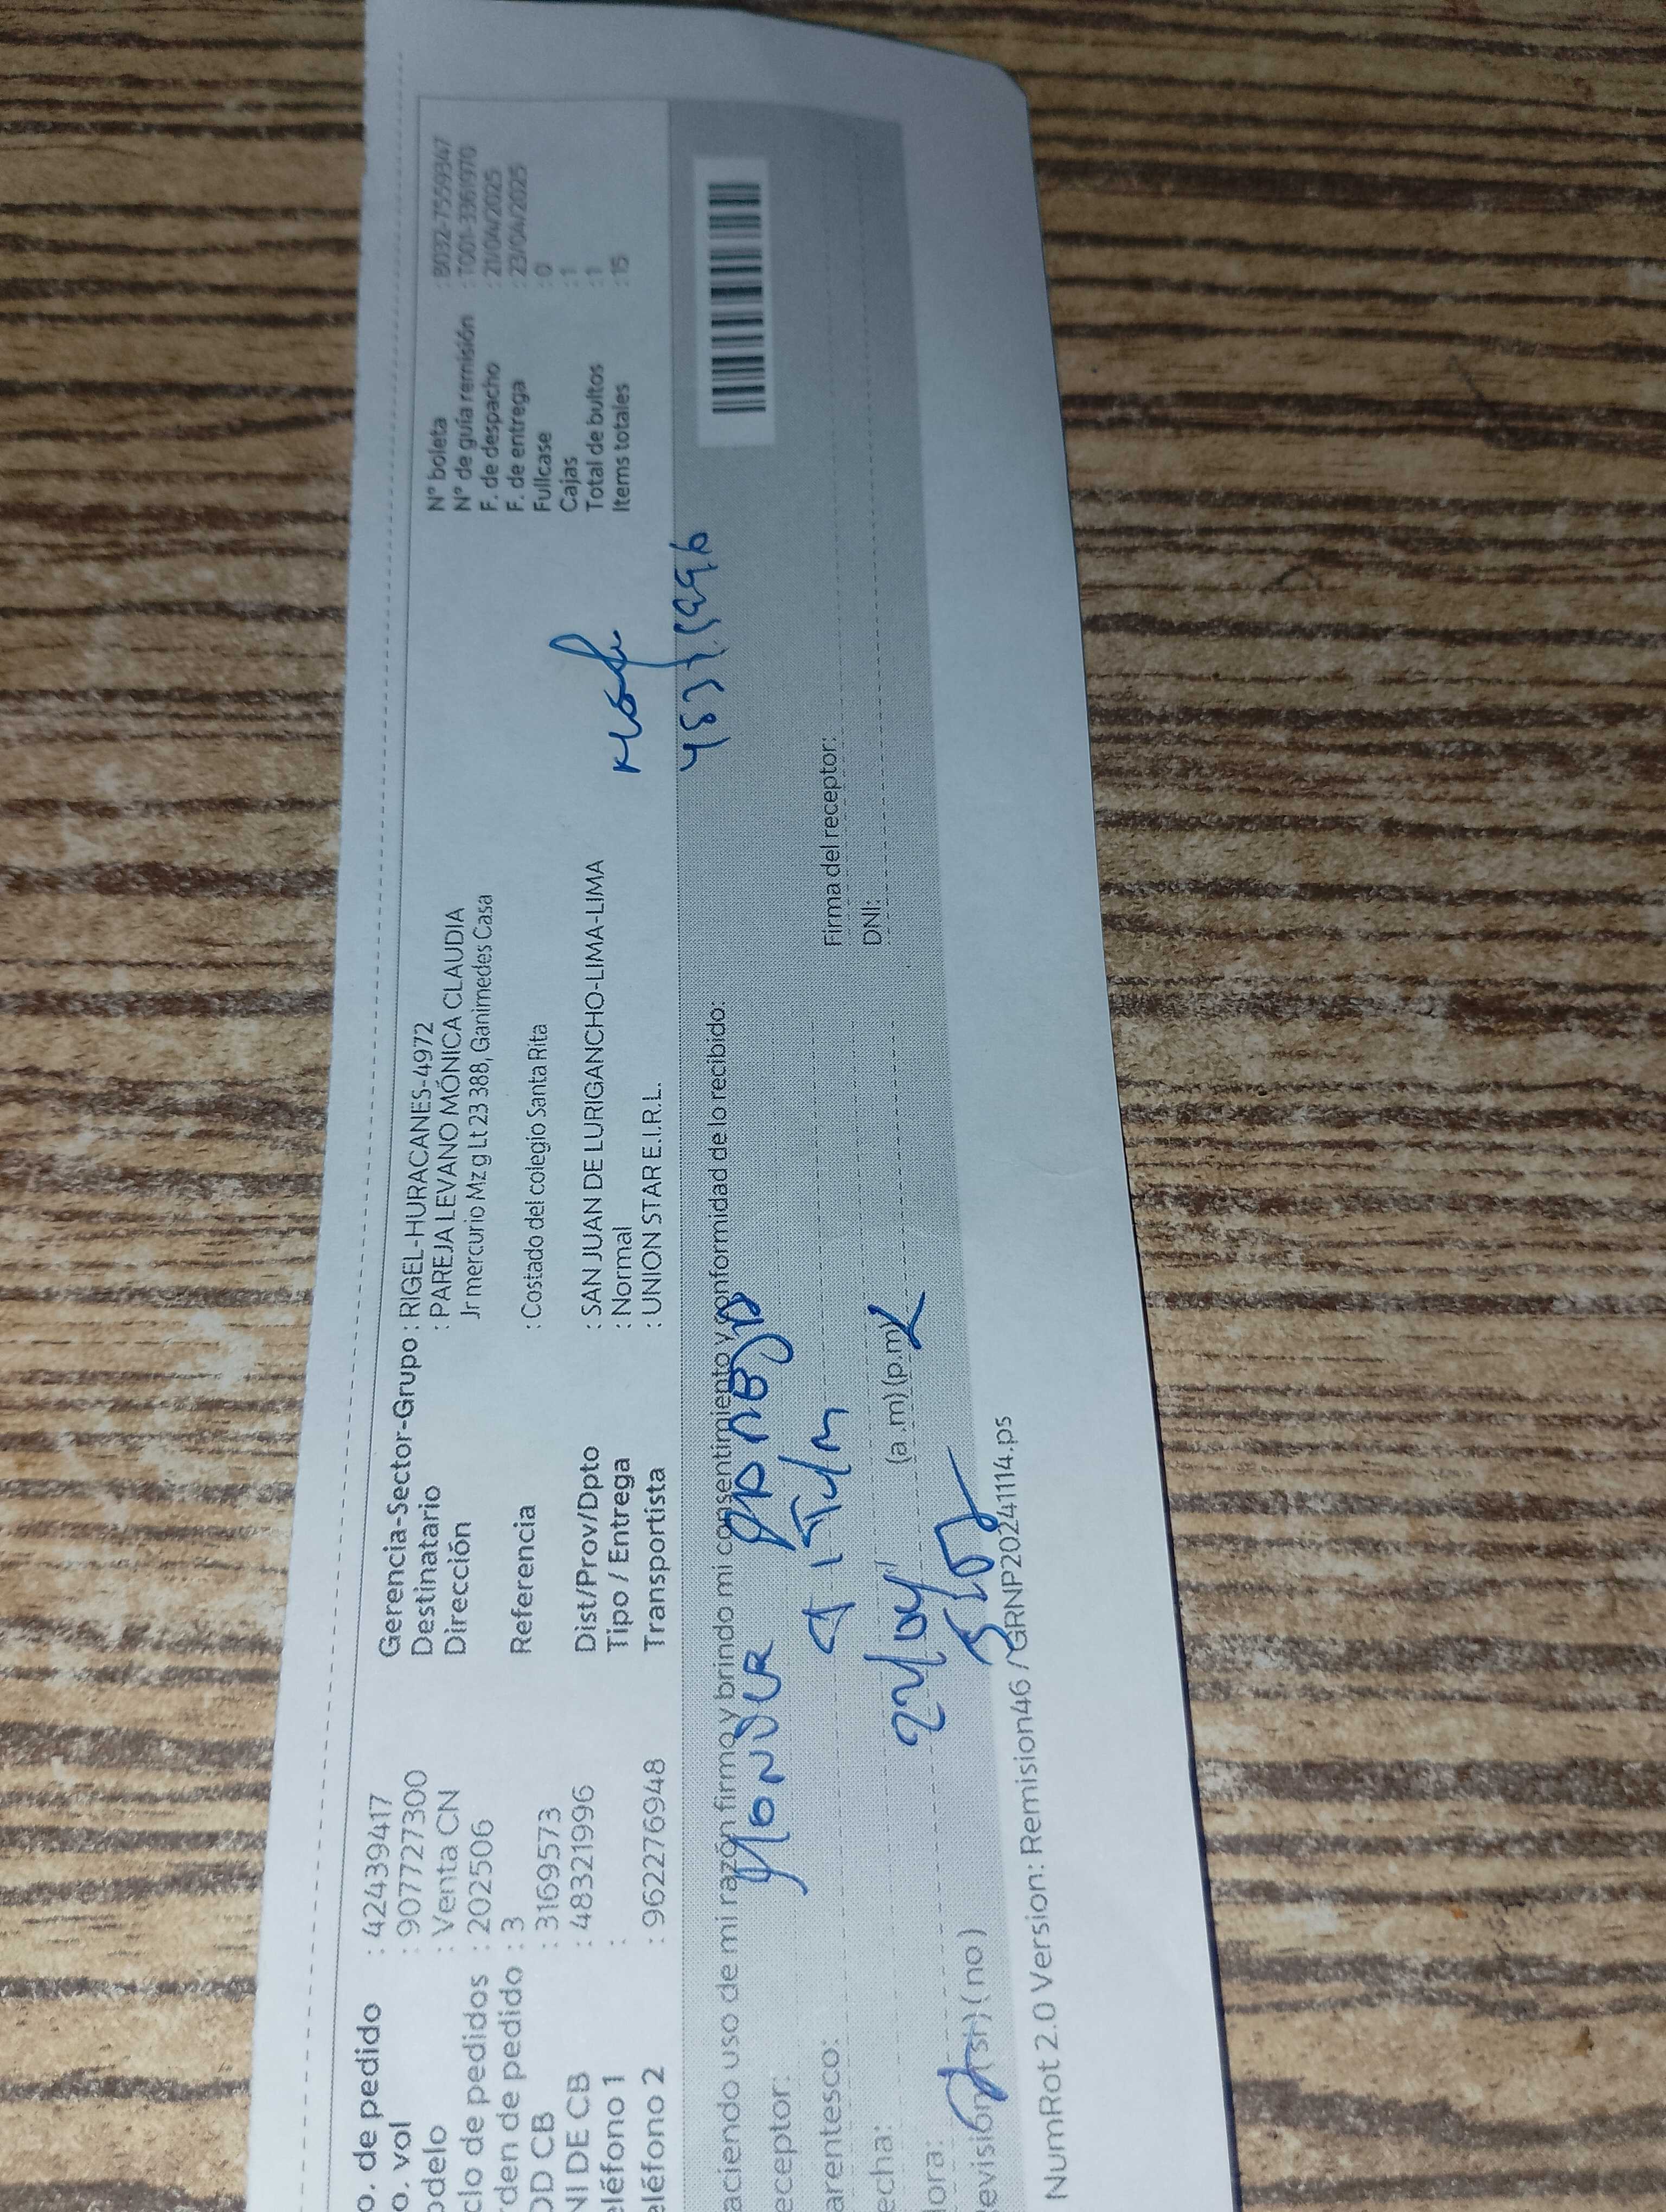 o. de pedido : 424439417
o. vol : 907727300
odelo : Venta CN
clo de pedidos : 202506
rden de pedido : 3
OD CB : 3169573
NI DE CB : 48321996
eléfono 1 :
eléfono 2 : 962276948
Gerencia-Sector-Grupo : RIGEL-HURACANES-4972
Destinatario : PAREJA LEVANO MÓNICA CLAUDIA
Dirección Jr mercurio Mz g Lt 23 388, Ganimedes Casa
Referencia : Costado del colegio Santa Rita
Dist/Prov/Dpto : SAN JUAN DE LURIGANCHO-LIMA-LIMA
Tipo / Entrega : Normal
Transportista : UNION STAR E.I.R.L.
N° boleta : B032-7559347
N° de guía remisión : T001-3361970
F. de despacho : 21/04/2025
F. de entrega : 23/04/2025
Fullcase : 0
Cajas : 1
Total de bultos : 1
Items totales : 15
aciendo uso de mi razón firmo y brindo mi consentimiento y conformidad de lo recibido:
eceptor:
arentesco:
echa: 22/04
lora: (a.m) (p.m)
evisión (si) (no)
Firma del receptor:
DNI:
NumRot 2.0 Version: Remision46 / GRNP20241114.ps